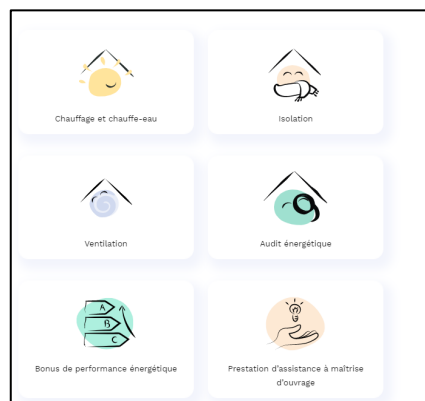 Chauffage et chauffe-eau
Isolation
Ventilation
Audit énergétique
A
B
C
Bonus de performance énergétique
Prestation d'assistance à maîtrise
d'ouvrage